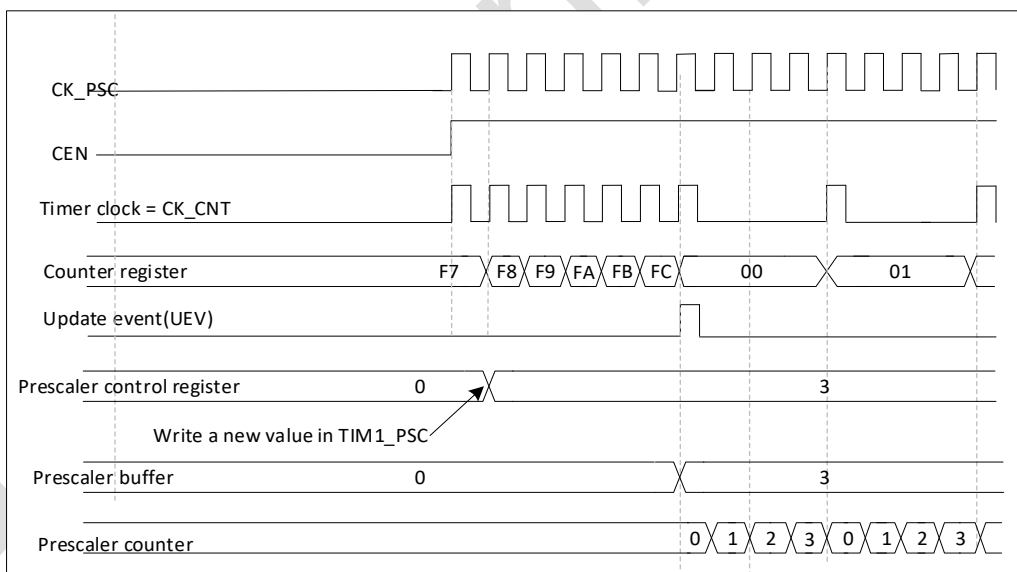 CK_PSC
CEN
Timer clock = CK_CNT
Counter register F7 F8 F9 FA FB FC 00 01
Update event(UEV)
Prescaler control register 0 3
Write a new value in TIM1_PSC
Prescaler buffer 0 3
Prescaler counter 0 1 2 3 0 1 2 3